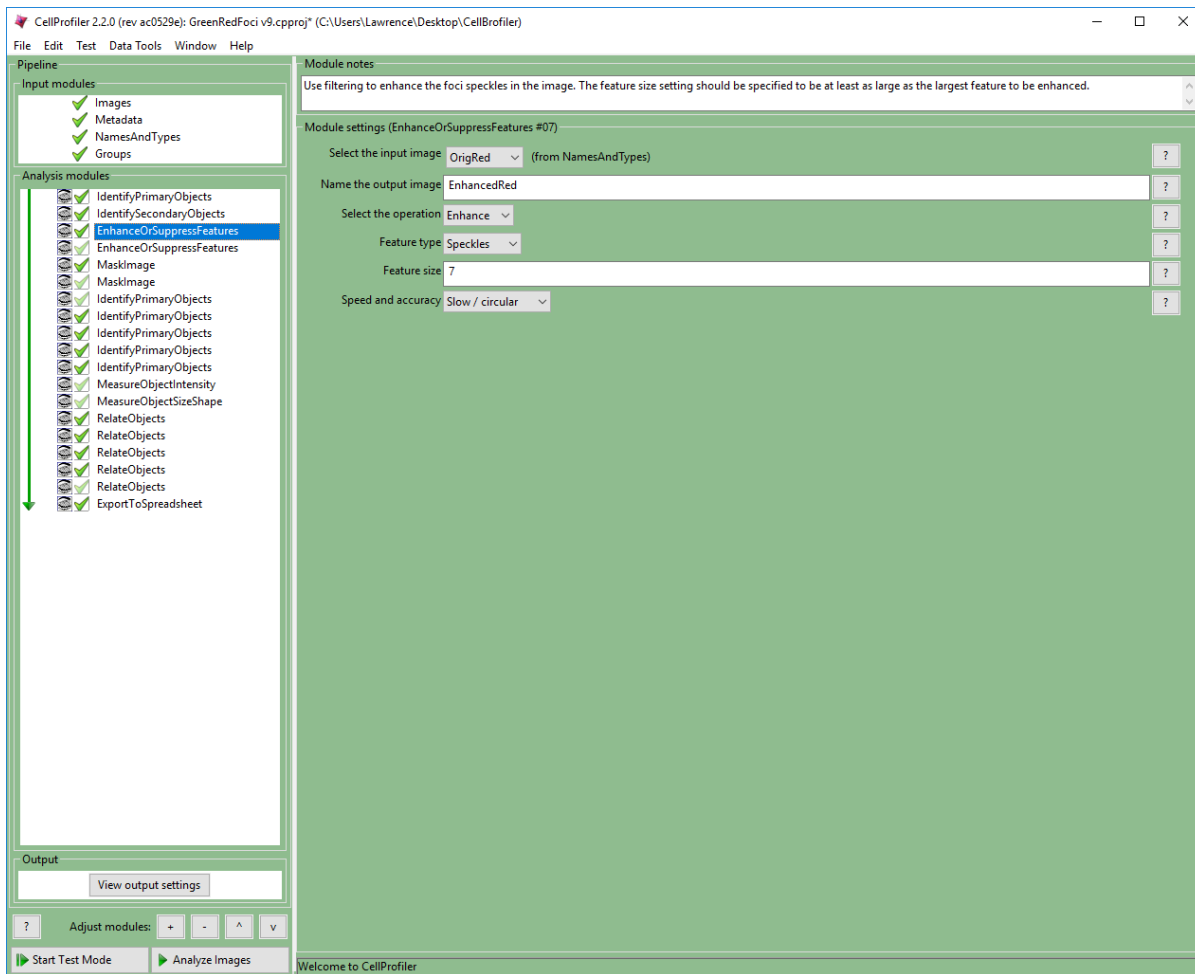 CellProfiler 2.2.0 (rev ac0529e): GreenRedFoci v9.cpproj* (C:\Users\Lawrence\Desktop\CellBrofiler)
File Edit Test Data Tools Window Help
Pipeline
Input modules
Images
Metadata
NamesAndTypes
Groups
Analysis modules
IdentifyPrimaryObjects
IdentifySecondaryObjects
EnhanceOrSuppressFeatures
EnhanceOrSuppressFeatures
MaskImage
MaskImage
IdentifyPrimaryObjects
IdentifyPrimaryObjects
IdentifyPrimaryObjects
IdentifyPrimaryObjects
IdentifyPrimaryObjects
MeasureObjectIntensity
MeasureObjectSizeShape
RelateObjects
RelateObjects
RelateObjects
RelateObjects
RelateObjects
ExportToSpreadsheet
Output
View output settings
? Adjust modules: + - ^ v
Start Test Mode Analyze Images
Module notes
Use filtering to enhance the foci speckles in the image. The feature size setting should be specified to be at least as large as the largest feature to be enhanced.
Module settings (EnhanceOrSuppressFeatures #07)
Select the input image OrigRed (from NamesAndTypes) ?
Name the output image EnhancedRed ?
Select the operation Enhance ?
Feature type Speckles ?
Feature size 7 ?
Speed and accuracy Slow / circular ?
Welcome to CellProfiler